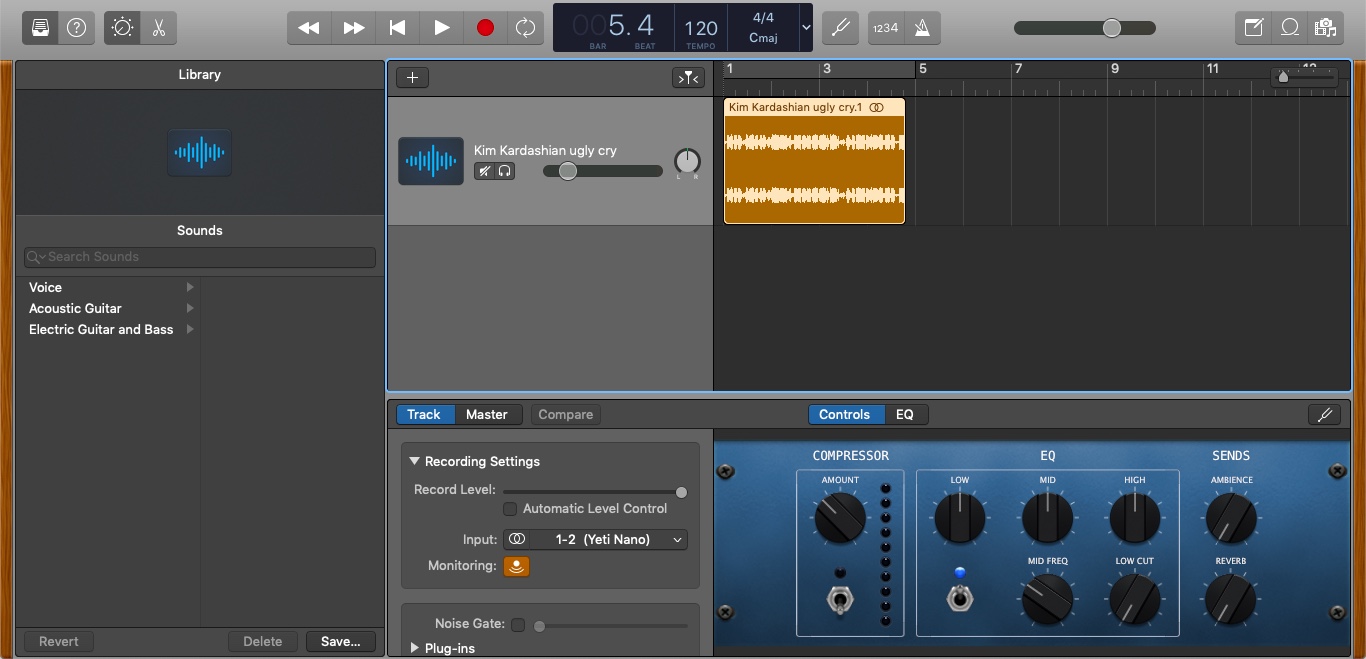 005. 4
BAR BEAT
120
TEMPO
4/4
Cmaj
1234
Library
Sounds
Search Sounds
Voice
Acoustic Guitar
Electric Guitar and Bass
Revert
Delete
Save...
1 3 5 7 9 11
Kim Kardashian ugly cry
L R
Kim Kardashian ugly cry.1
Track
Master
Compare
Controls
EQ
Recording Settings
Record Level:
Automatic Level Control
Input:
1-2 (Yeti Nano)
Monitoring:
Noise Gate:
Plug-ins
COMPRESSOR
AMOUNT
EQ
LOW MID HIGH
MID FREQ LOW CUT
SENDS
AMBIENCE
REVERB